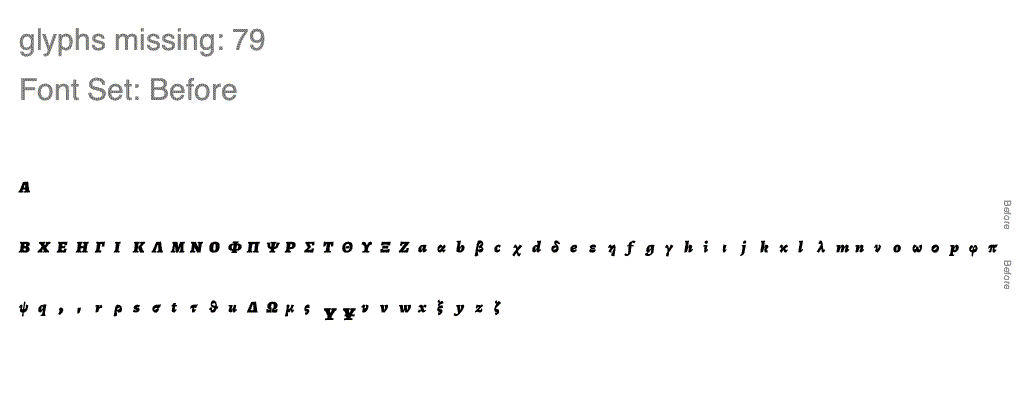 glyphs missing: 79
Font Set: Before
Α
Β Χ Ε Η Γ Ι Κ Λ Μ Ν Ο Φ Π Ψ Ρ Σ Τ Θ Υ Ξ Ζ a α b β c χ d δ e ε η f g γ h i ι j k κ l λ m n ν o ω ο p φ π
ψ q , ͵ r ρ s σ t τ ϑ u Δ Ω μ ς Υ Ψ υ v w x ξ y z ζ
Before
Before